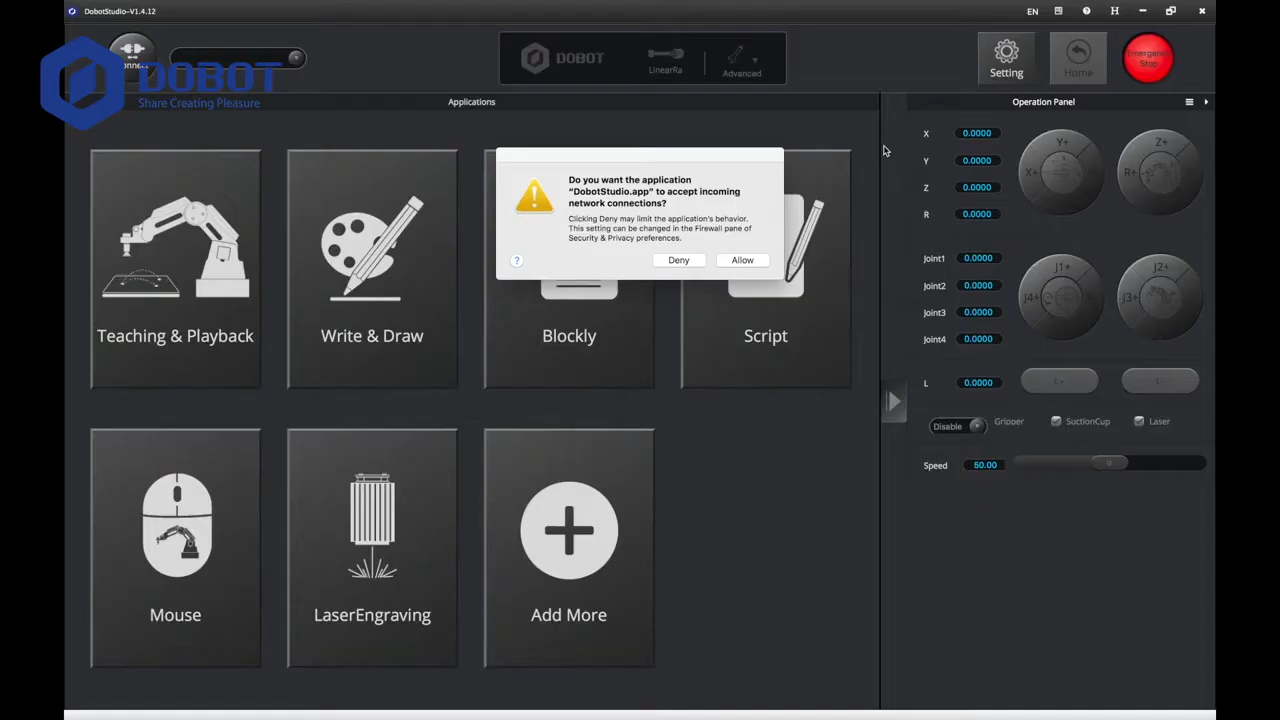 DobotStudio-V1.4.12
EN
H
DOBOT
Share Creating Pleasure
DOBOT
LinearRa
Advanced
Setting
Home
Emergency
Stop
Applications
Operation Panel
Do you want the application
“DobotStudio.app” to accept incoming
network connections?
Clicking Deny may limit the application's behavior.
This setting can be changed in the Firewall pane of
Security & Privacy preferences.
?
Deny
Allow
Teaching & Playback
Write & Draw
Blockly
Script
Mouse
LaserEngraving
Add More
X 0.0000
Y 0.0000
Z 0.0000
R 0.0000
Y+
X+
Z+
R+
Joint1 0.0000
Joint2 0.0000
Joint3 0.0000
Joint4 0.0000
J1+
J4+
J2+
J3+
L 0.0000
L+
Disable
Gripper
SuctionCup
Laser
Speed 50.00